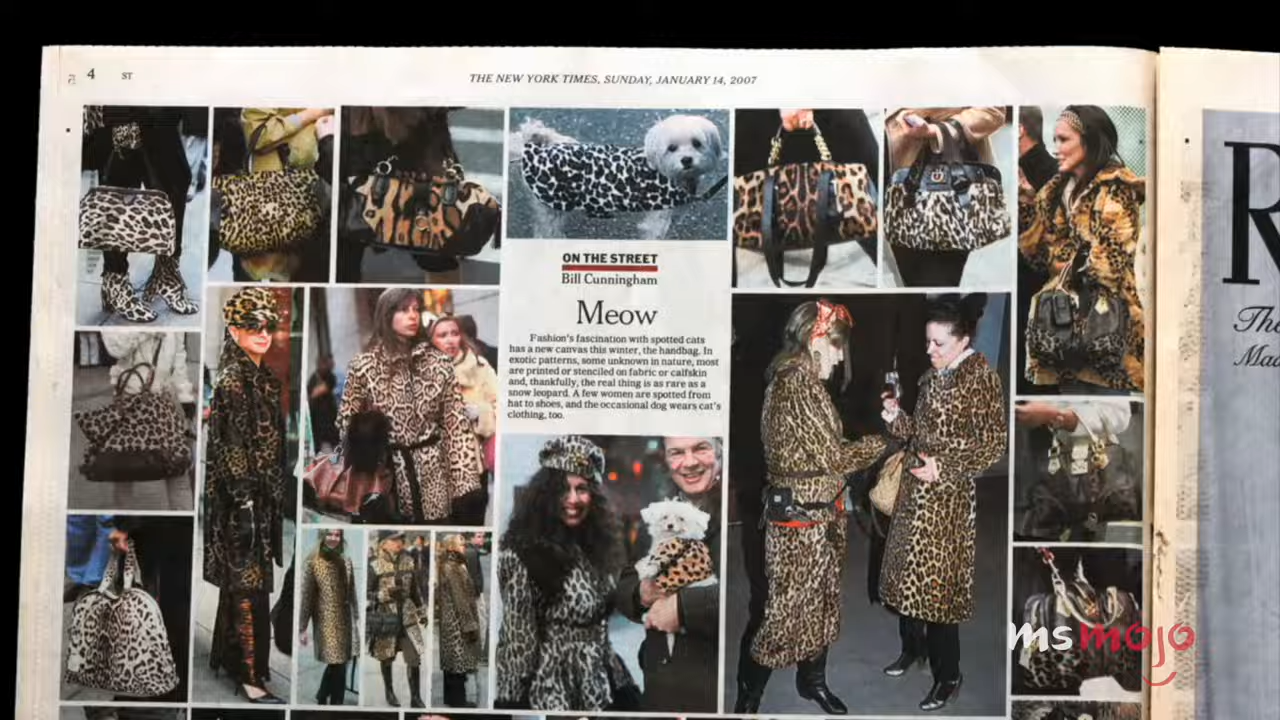 4 ST
THE NEW YORK TIMES, SUNDAY, JANUARY 14, 2007
ON THE STREET
Bill Cunningham
Meow
Fashion's fascination with spotted cats
has a new canvas this winter, the handbag. In
exotic patterns, some unknown in nature, most
are printed or stenciled on fabric or calfskin
and, thankfully, the real thing is as rare as a
snow leopard. A few women are spotted from
hat to shoes, and the occasional dog wears cat's
clothing, too.
R
msmojo